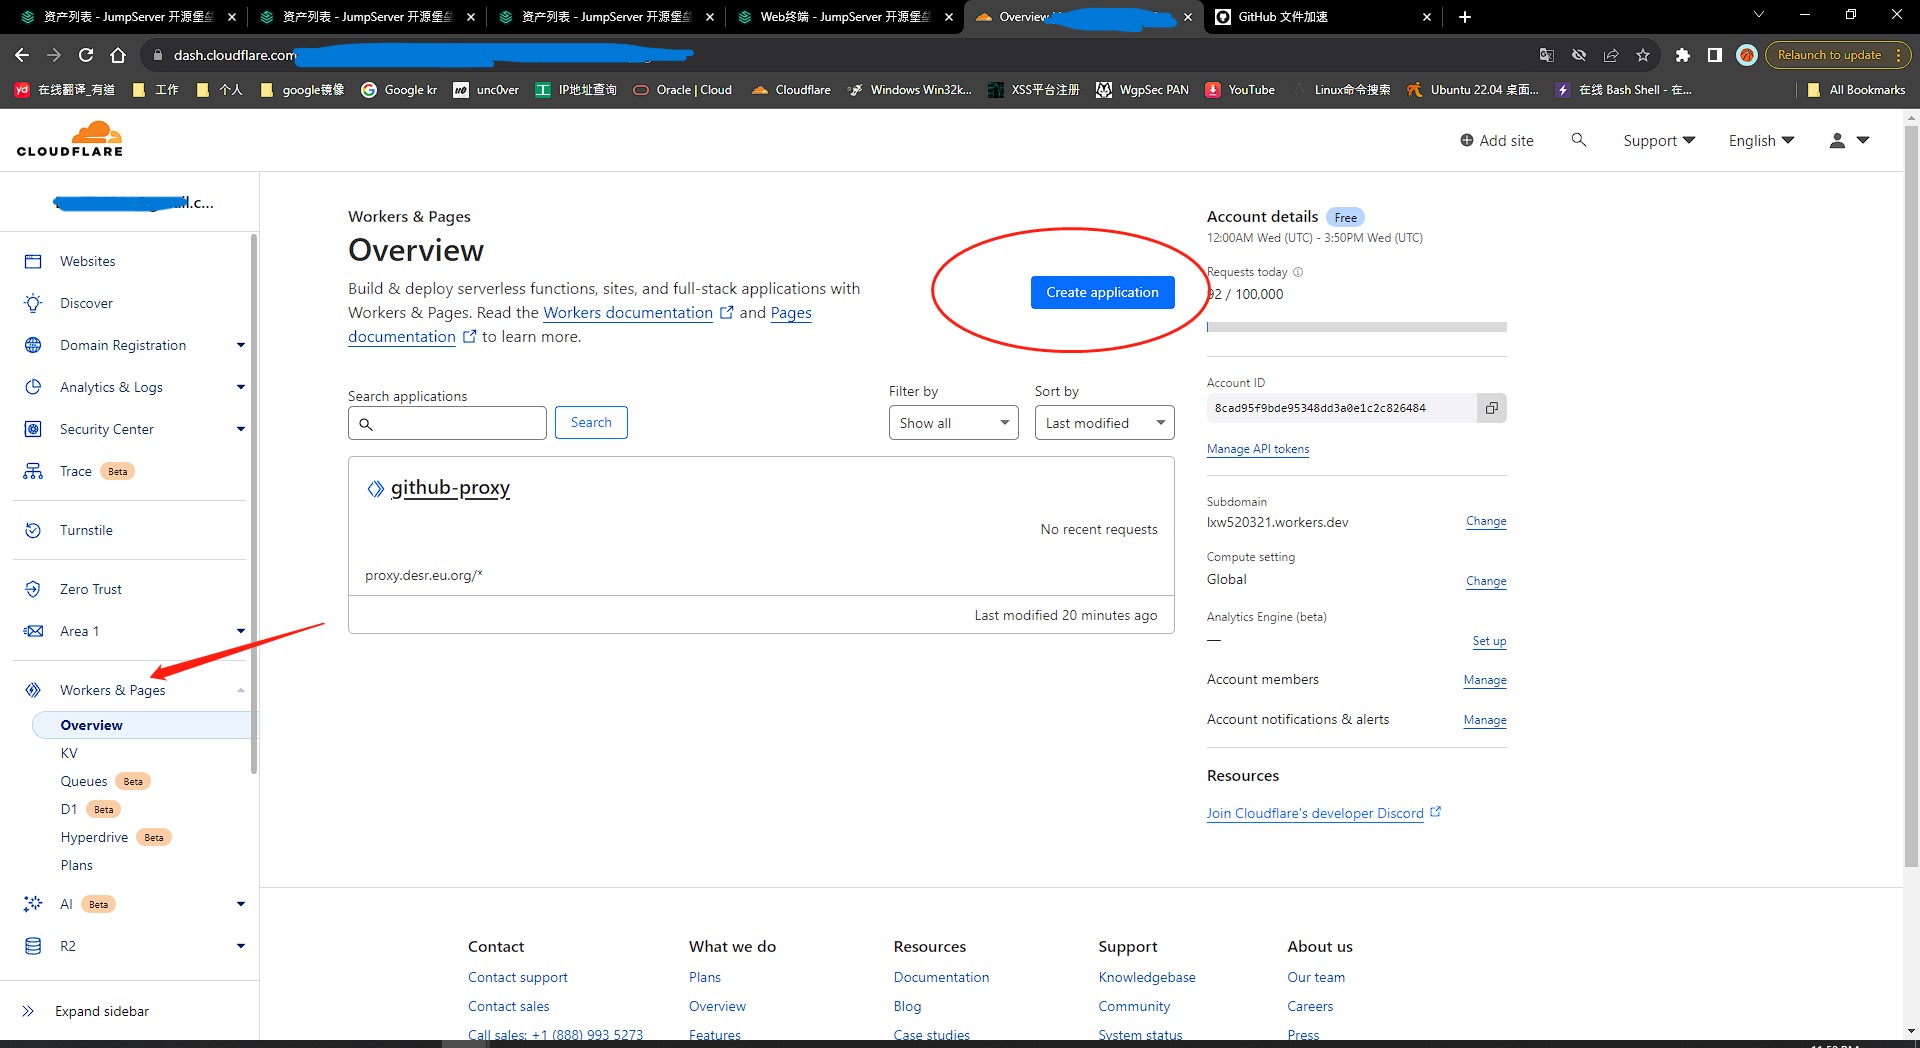 资产列表 - JumpServer 开源堡垒
资产列表 - JumpServer 开源堡垒
资产列表 - JumpServer 开源堡垒
Web终端 - JumpServer 开源堡垒
Overview
GitHub 文件加速
dash.cloudflare.com
Relaunch to update
yd 在线翻译_有道
工作
个人
google镜像
Google kr
unc0ver
IP地址查询
Oracle | Cloud
Cloudflare
Windows Win32k...
XSS平台注册
WgpSec PAN
YouTube
Linux命令搜索
Ubuntu 22.04 桌面...
在线 Bash Shell - 在...
All Bookmarks
CLOUDFLARE
Add site
Support
English
Websites
Discover
Domain Registration
Analytics & Logs
Security Center
Trace Beta
Turnstile
Zero Trust
Area 1
Workers & Pages
Overview
KV
Queues Beta
D1 Beta
Hyperdrive Beta
Plans
AI Beta
R2
Expand sidebar
Workers & Pages
Overview
Build & deploy serverless functions, sites, and full-stack applications with
Workers & Pages. Read the Workers documentation and Pages
documentation to learn more.
Create application
Search applications
Search
Filter by
Show all
Sort by
Last modified
github-proxy
No recent requests
proxy.desr.eu.org/*
Last modified 20 minutes ago
Account details Free
12:00AM Wed (UTC) - 3:50PM Wed (UTC)
Requests today
92 / 100,000
Account ID
8cad95f9bde95348dd3a0e1c2c826484
Manage API tokens
Subdomain
lxw520321.workers.dev Change
Compute setting
Global Change
Analytics Engine (beta)
— Set up
Account members Manage
Account notifications & alerts Manage
Resources
Join Cloudflare's developer Discord
Contact
Contact support
Contact sales
Call sales: +1 (888) 993 5273
What we do
Plans
Overview
Features
Resources
Documentation
Blog
Case studies
Support
Knowledgebase
Community
System status
About us
Our team
Careers
Press